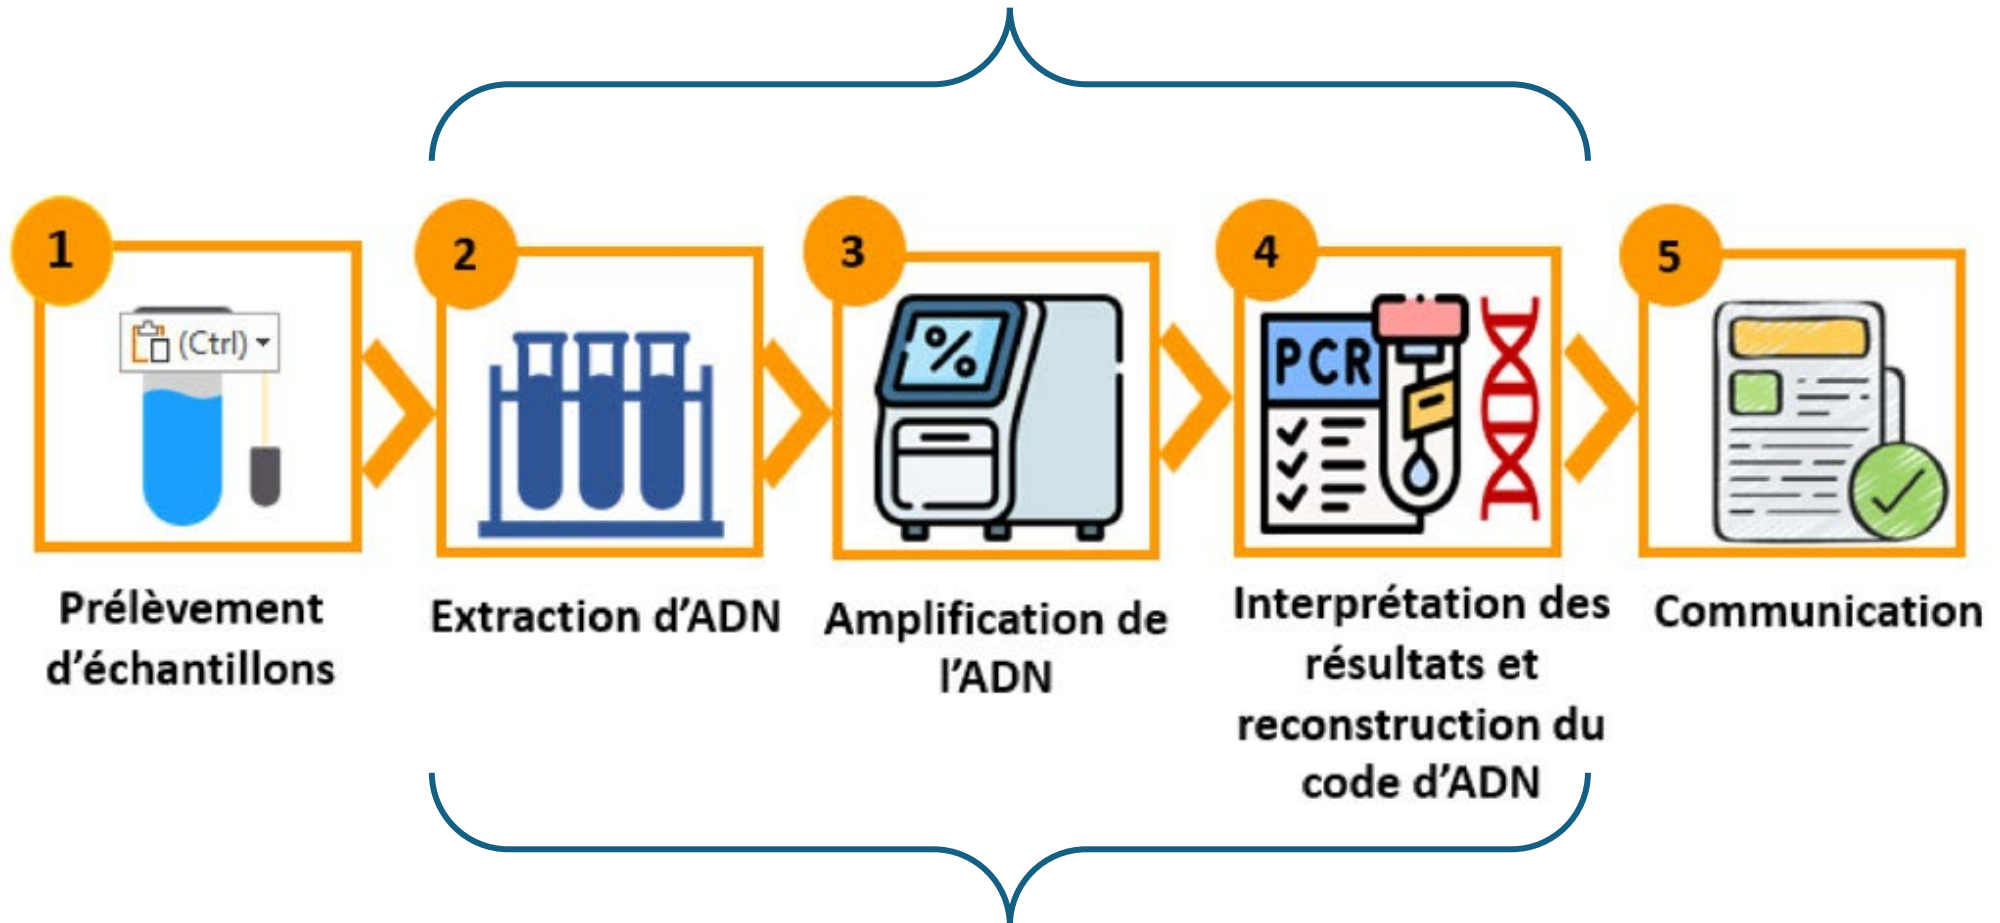 1
(Ctrl)
Prélèvement
d'échantillons
2
Extraction d'ADN
3
%
Amplification de
l'ADN
4
PCR
Interprétation des
résultats et
reconstruction du
code d'ADN
5
Communication